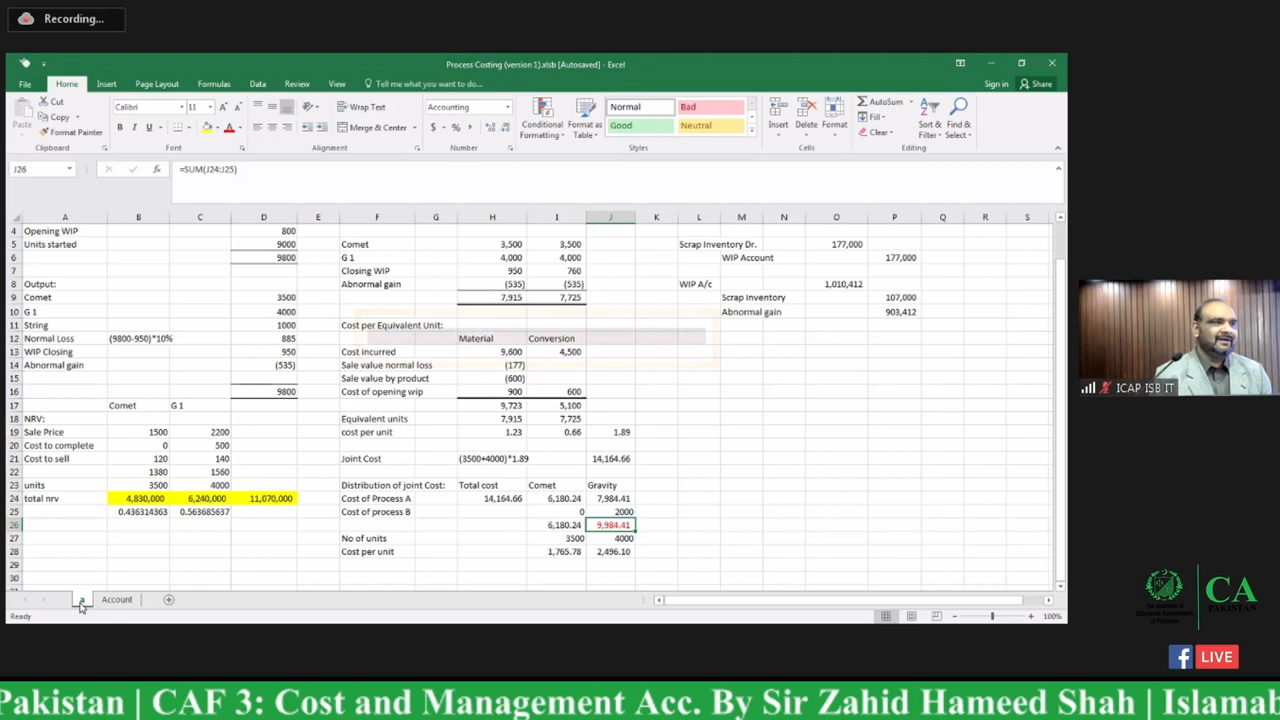 Recording...
Process Costing (version 1).xlsb [Autosaved] - Excel
File Home Insert Page Layout Formulas Data Review View Tell me what you want to do... Sign in Share
Cut
Copy
Format Painter
Paste
Calibri 11
B I U
Wrap Text
Merge & Center
Accounting
$ % ,
Conditional Formatting
Format as Table
Normal Bad
Good Neutral
Insert Delete Format
AutoSum
Fill
Clear
Sort & Filter
Find & Select
Clipboard Font Alignment Number Styles Cells Editing
J26 fx =SUM(J24:J25)
A B C D E F G H I J K L M N O P Q R S
4 Opening WIP 800
5 Units started 9000 Comet 3,500 3,500 Scrap Inventory Dr. 177,000
6 9800 G 1 4,000 4,000 WIP Account 177,000
7 Closing WIP 950 760
8 Output: Abnormal gain (535) (535) WIP A/c 1,010,412
9 Comet 3500 7,915 7,725 Scrap Inventory 107,000
10 G 1 4000 Abnormal gain 903,412
11 String 1000 Cost per Equivalent Unit:
12 Normal Loss (9800-950)*10% 885 Material Conversion
13 WIP Closing 950 Cost incurred 9,600 4,500
14 Abnormal gain (535) Sale value normal loss (177)
15 Sale value by product (600)
16 9800 Cost of opening wip 900 600
17 Comet G 1 9,723 5,100
18 NRV: Equivalent units 7,915 7,725
19 Sale Price 1500 2200 cost per unit 1.23 0.66 1.89
20 Cost to complete 0 500
21 Cost to sell 120 140 Joint Cost (3500+4000)*1.89 14,164.66
22 1380 1560
23 units 3500 4000 Distribution of joint Cost: Total cost Comet Gravity
24 total nrv 4,830,000 6,240,000 11,070,000 Cost of Process A 14,164.66 6,180.24 7,984.41
25 0.436314363 0.563685637 Cost of process B 0 2000
26 6,180.24 9,984.41
27 No of units 3500 4000
28 Cost per unit 1,765.78 2,496.10
29
30
a Account
Ready 100%
ICAP ISB IT
CA
PAKISTAN
LIVE
Pakistan | CAF 3: Cost and Management Acc. By Sir Zahid Hameed Shah | Islamab